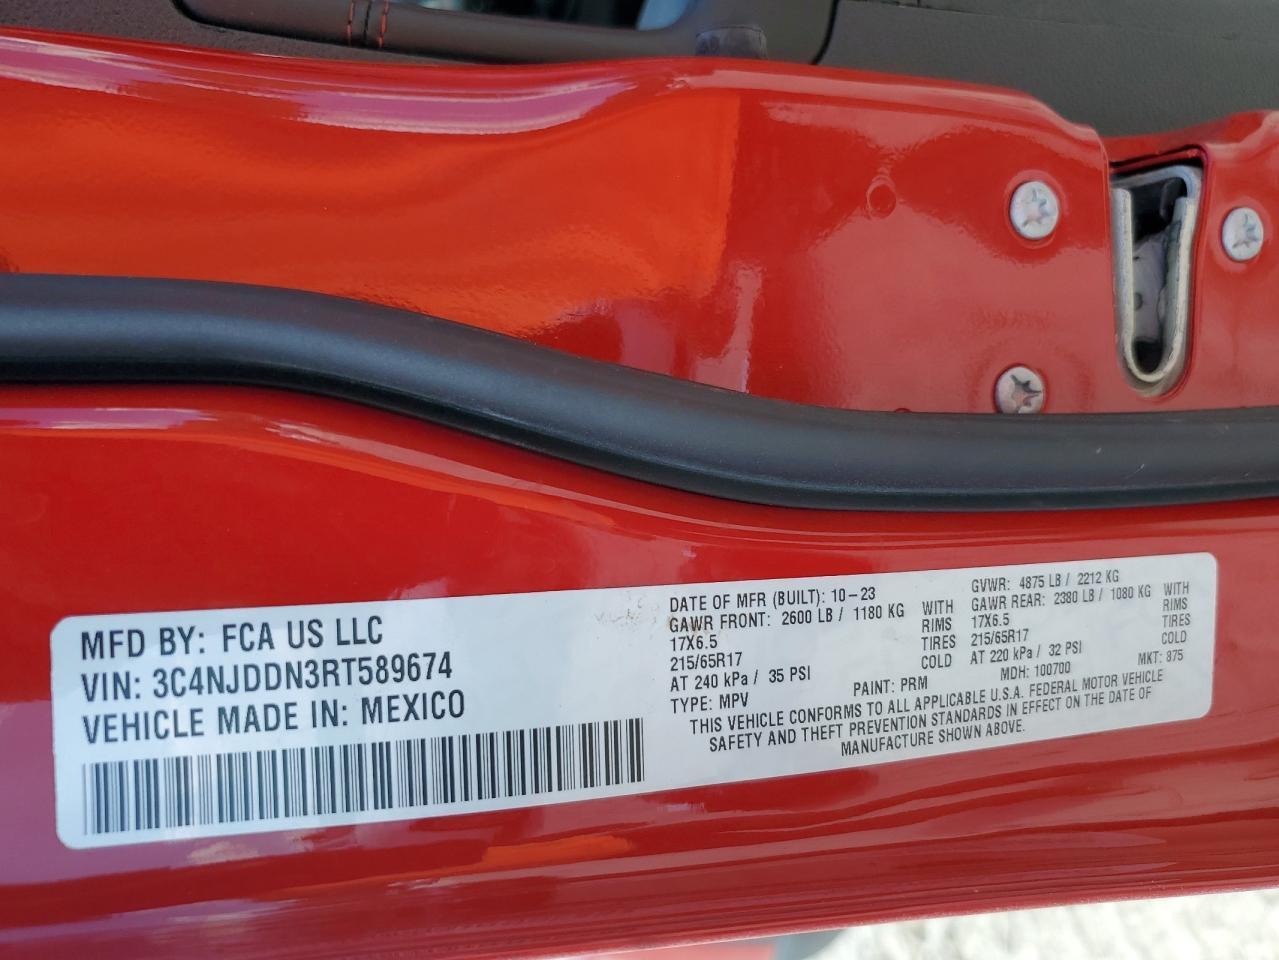 MFD BY: FCA US LLC
VIN: 3C4NJDDN3RT589674
VEHICLE MADE IN: MEXICO
DATE OF MFR (BUILT): 10-23
GAWR FRONT: 2600 LB / 1180 KG WITH
17X6.5 RIMS
215/65R17 TIRES
AT 240 kPa / 35 PSI COLD
TYPE: MPV PAINT: PRM
GVWR: 4875 LB / 2212 KG
GAWR REAR: 2380 LB / 1080 KG WITH
17X6.5 RIMS
215/65R17 TIRES
AT 220 kPa / 32 PSI COLD
MDH: 100700 MKT: 875
THIS VEHICLE CONFORMS TO ALL APPLICABLE U.S.A. FEDERAL MOTOR VEHICLE
SAFETY AND THEFT PREVENTION STANDARDS IN EFFECT ON THE DATE OF
MANUFACTURE SHOWN ABOVE.